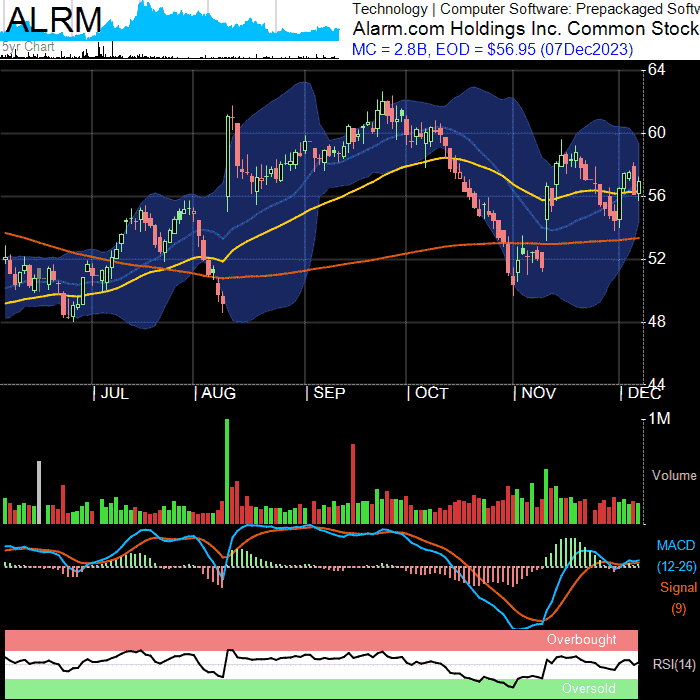 ALRM
5yr Chart
Technology | Computer Software: Prepackaged Softw
Alarm.com Holdings Inc. Common Stock
MC = 2.8B, EOD = $56.95 (07Dec2023)
64
60
56
52
48
44
JUL
AUG
SEP
OCT
NOV
DEC
1M
Volume
MACD
(12-26)
Signal
(9)
Overbought
RSI(14)
Oversold